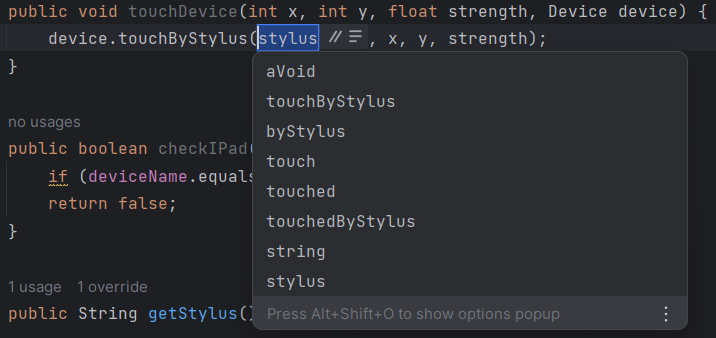 public void touchDevice(int x, int y, float strength, Device device) {
device.touchByStylus(stylus, x, y, strength);
}
aVoid
touchByStylus
byStylus
touch
touched
touchedByStylus
string
stylus
Press Alt+Shift+O to show options popup
no usages
public boolean checkIPad(
if (deviceName.equals
return false;
}
1 usage 1 override
public String getStylus()